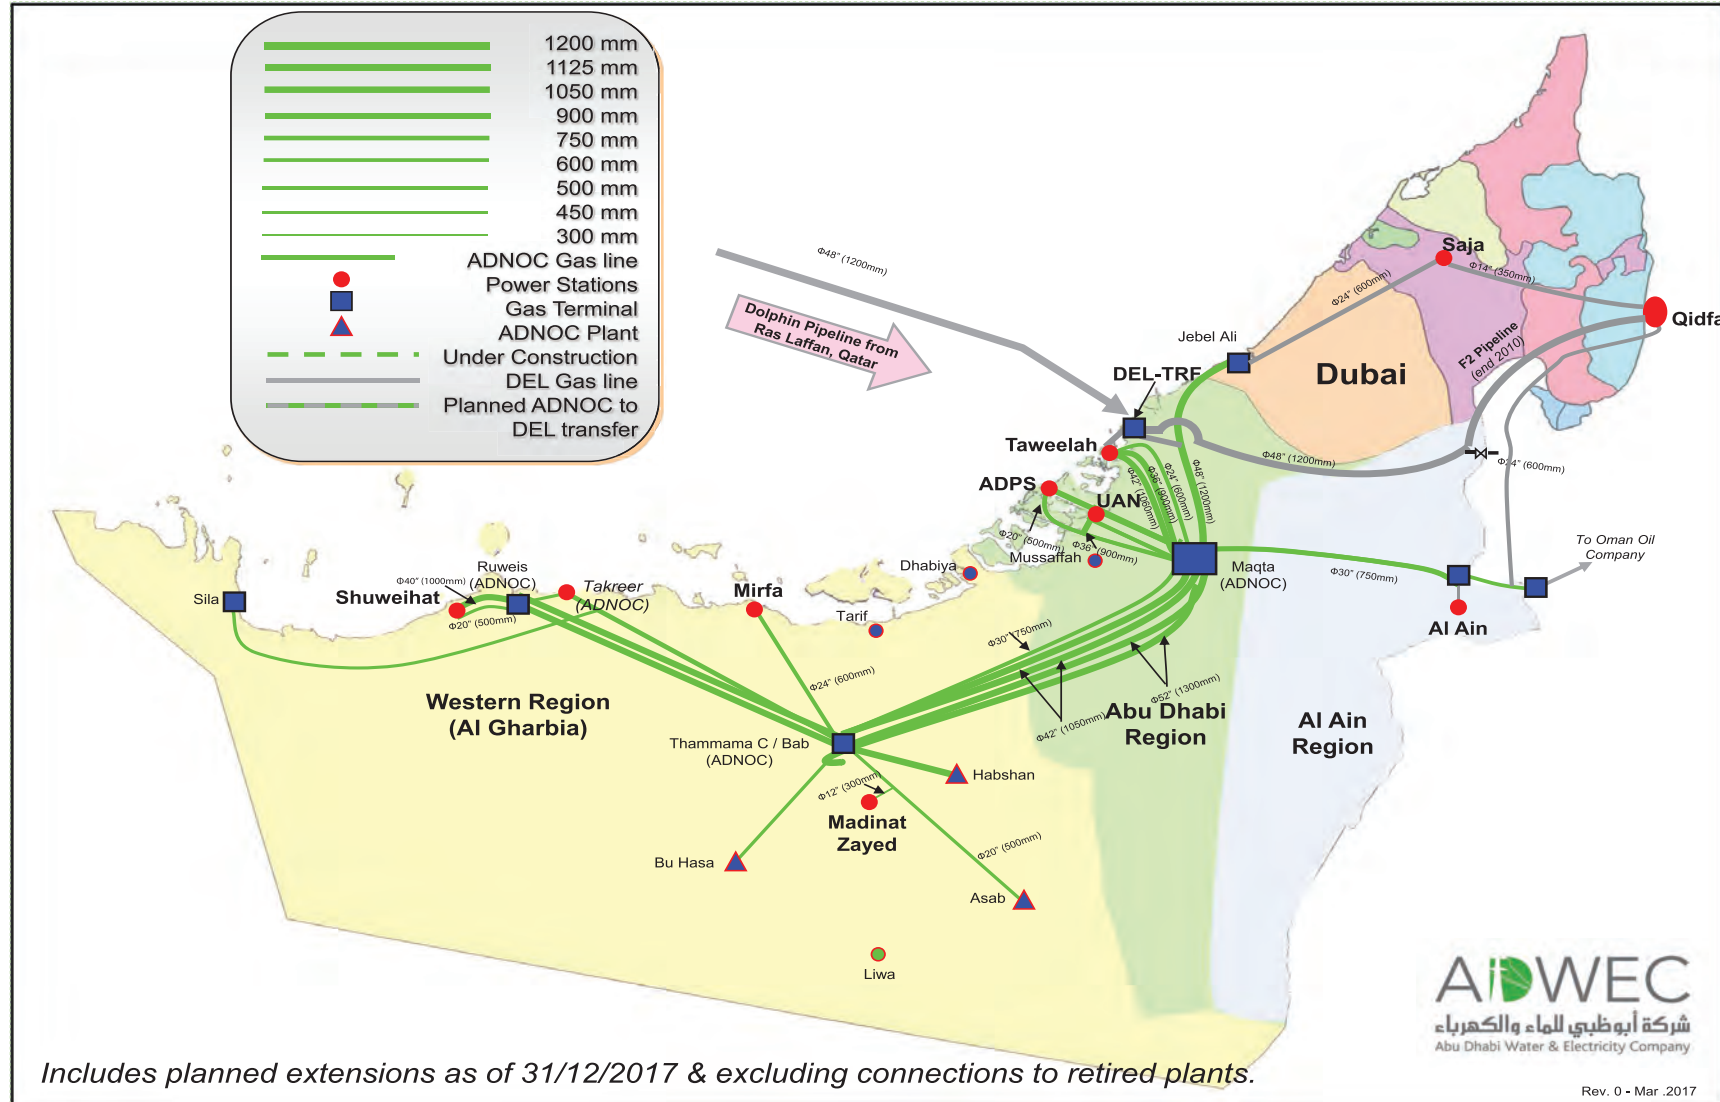 1200 mm
1125 mm
1050 mm
900 mm
750 mm
600 mm
500 mm
450 mm
300 mm
ADNOC Gas line
Power Stations
Gas Terminal
ADNOC Plant
Under Construction
DEL Gas line
Planned ADNOC to
DEL transfer
Φ48" (1200mm)
Dolphin Pipeline from
Ras Laffan, Qatar
Saja
Φ14" (350mm)
Φ24" (600mm)
Qidfa
Jebel Ali
F2 Pipeline
(end 2010)
Dubai
DEL-TRF
Taweelah
Φ48" (1200mm)
Φ24" (600mm)
ADPS
UAN
Φ42" (1060mm)
Φ36" (900mm)
Φ24" (600mm)
Φ48" (1200mm)
Φ20" (500mm)
Φ36" (900mm)
Mussaffah
Dhabiya
Maqta
(ADNOC)
To Oman Oil
Company
Φ30" (750mm)
Al Ain
Ruweis
(ADNOC)
Φ40" (1000mm)
Takreer
(ADNOC)
Sila
Shuweihat
Φ20" (500mm)
Mirfa
Tarif
Φ30" (750mm)
Φ24" (600mm)
Φ52" (1300mm)
Φ42" (1050mm)
Western Region
(Al Gharbia)
Abu Dhabi
Region
Al Ain
Region
Thammama C / Bab
(ADNOC)
Habshan
Φ12" (300mm)
Madinat
Zayed
Φ20" (500mm)
Bu Hasa
Asab
Liwa
ADWEC
شركة أبوظبي للماء والكهرباء
Abu Dhabi Water & Electricity Company
Includes planned extensions as of 31/12/2017 & excluding connections to retired plants.
Rev. 0 - Mar .2017